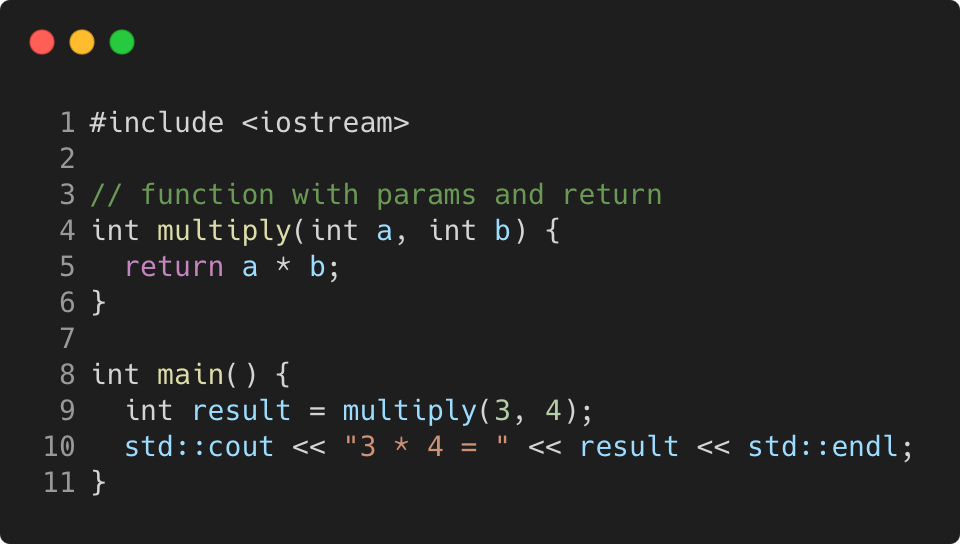 1 #include <iostream>
2
3 // function with params and return
4 int multiply(int a, int b) {
5   return a * b;
6 }
7
8 int main() {
9   int result = multiply(3, 4);
10   std::cout << "3 * 4 = " << result << std::endl;
11 }